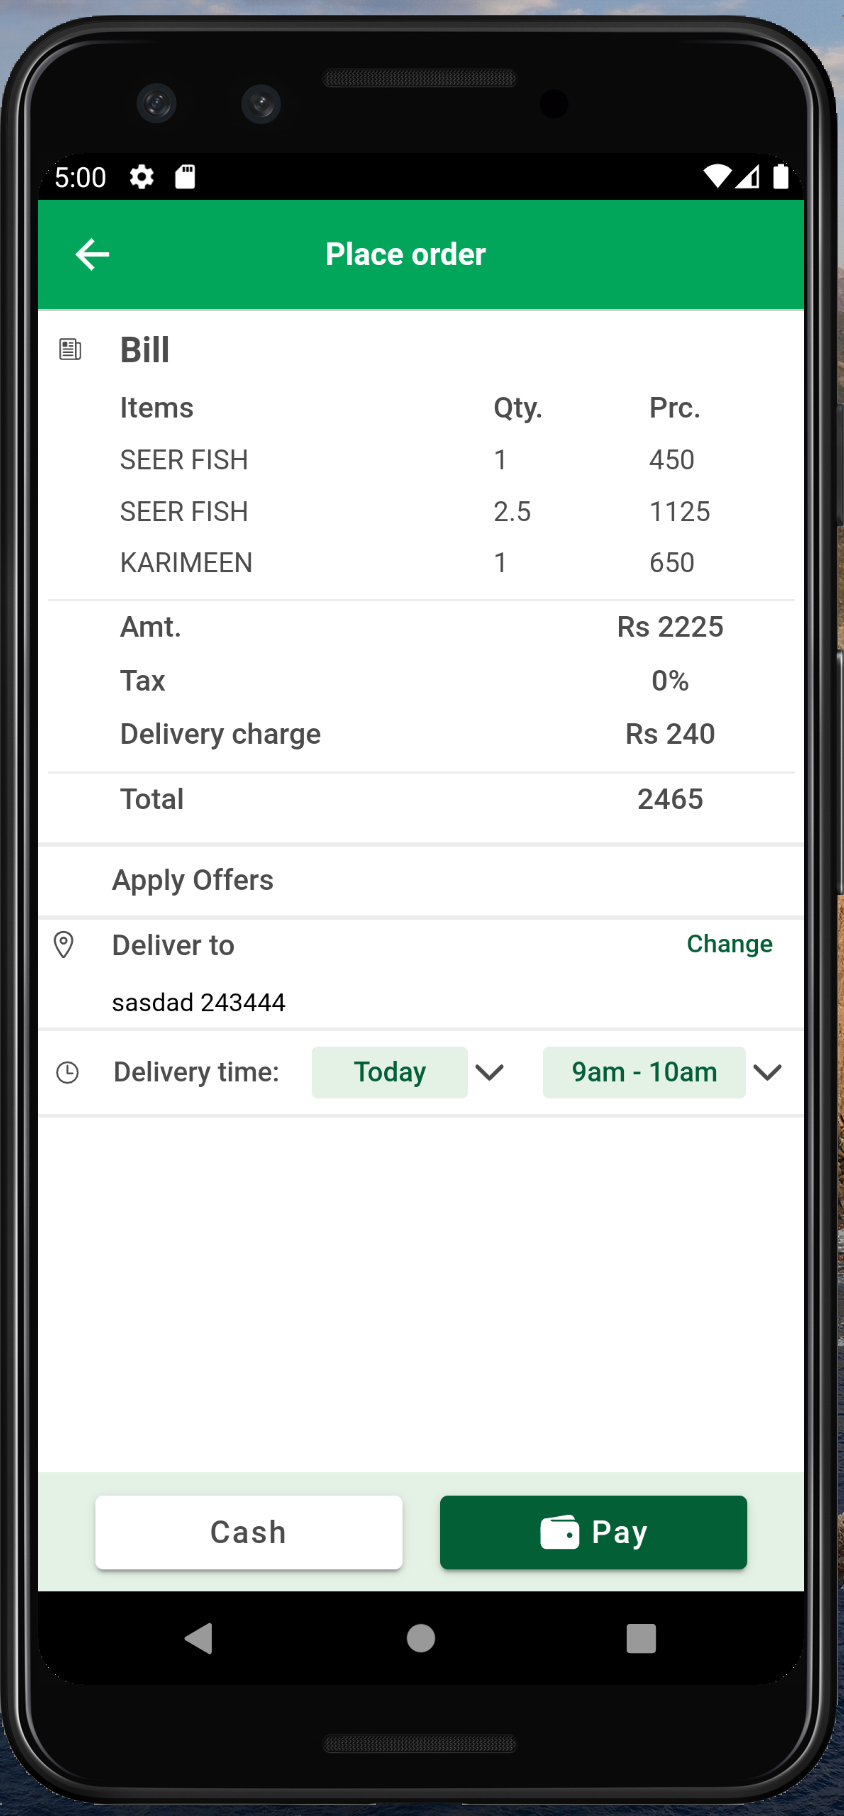 5:00
Place order
Bill
Items Qty. Prc.
SEER FISH 1 450
SEER FISH 2.5 1125
KARIMEEN 1 650
Amt. Rs 2225
Tax 0%
Delivery charge Rs 240
Total 2465
Apply Offers
Deliver to Change
sasdad 243444
Delivery time: Today 9am - 10am
Cash Pay